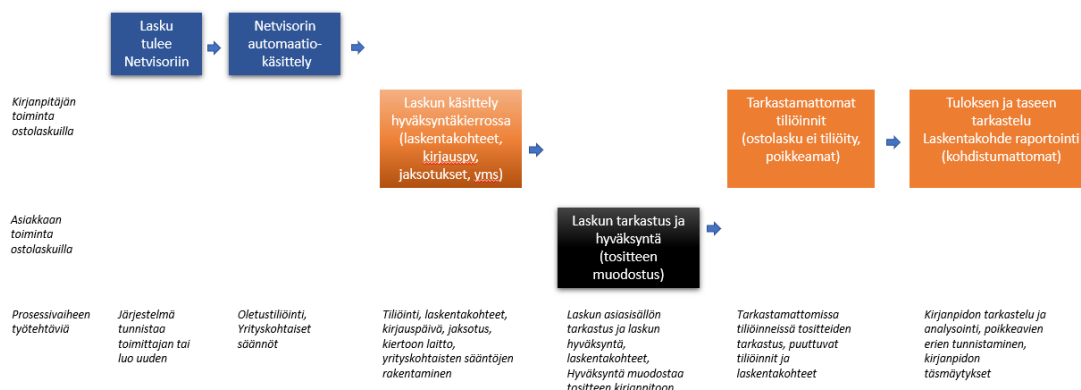 Lasku
tulee
Netvisoriin
Netvisorin
automaatio-
käsittely
Kirjanpitäjän
toiminta
ostolaskuilla
Laskun käsittely
hyväksyntäkierrossa
(laskentakohteet,
kirjauspv,
jaksotukset, yms)
Tarkastamattomat
tiliöinnit
(ostolasku ei tiliöity,
poikkeamat)
Tuloksen ja taseen
tarkastelu
Laskentakohde raportointi
(kohdistumattomat)
Asiakkaan
toiminta
ostolaskuilla
Laskun tarkastus ja
hyväksyntä
(tositteen
muodostus)
Prosessivaiheen
työtehtäviä
Järjestelmä
tunnistaa
toimittajan tai
luo uuden
Oletustiliöinti,
Yrityskohtaiset
säännöt
Tiliöinti, laskentakohteet,
kirjauspäivä, jaksotus,
kiertoon laitto,
yrityskohtaisten sääntöjen
rakentaminen
Laskun asiasisällön
tarkastus ja laskun
hyväksyntä,
laskentakohteet,
Hyväksyntä muodostaa
tositteen kirjanpitoon
Tarkastamattomissa
tiliöinneissä tositteiden
tarkastus, puuttuvat
tiliöinnit ja
laskentakohteet
Kirjanpidon tarkastelu ja
analysointi, poikkeavien
erien tunnistaminen,
kirjanpidon
täsmäytykset